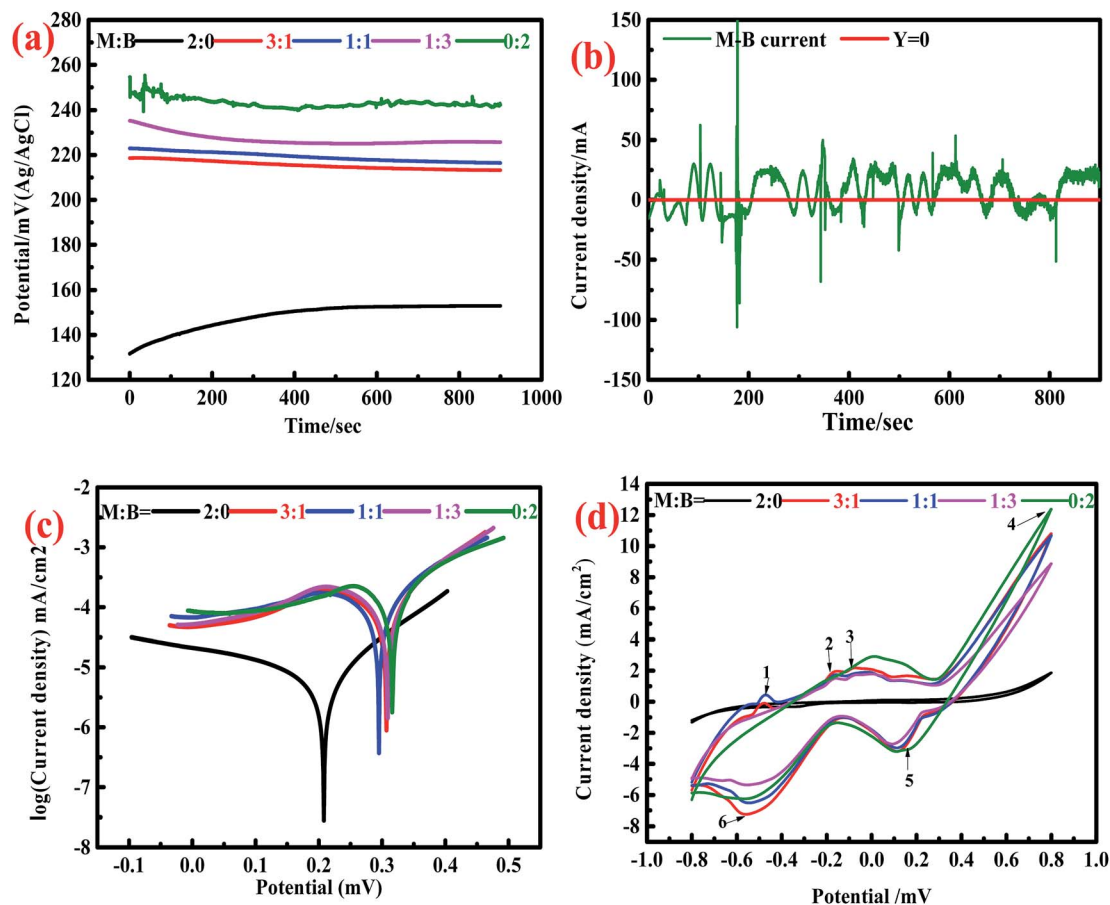 (a)
M:B 2:0 3:1 1:1 1:3 0:2
280
260
240
220
200
180
160
140
120
0 200 400 600 800 1000
Potential/mV(Ag/AgCl)
Time/sec
(b)
M-B current Y=0
150
100
50
0
-50
-100
-150
0 200 400 600 800
Current density/mA
Time/sec
(c)
M:B= 2:0 3:1 1:1 1:3 0:2
-2
-3
-4
-5
-6
-7
-8
-0.1 0.0 0.1 0.2 0.3 0.4 0.5
log(Current density) mA/cm2
Potential (mV)
(d)
M:B= 2:0 3:1 1:1 1:3 0:2
14
12
10
8
6
4
2
0
-2
-4
-6
-8
-1.0 -0.8 -0.6 -0.4 -0.2 0.0 0.2 0.4 0.6 0.8 1.0
1
2
3
4
5
6
Current density (mA/cm²)
Potential /mV